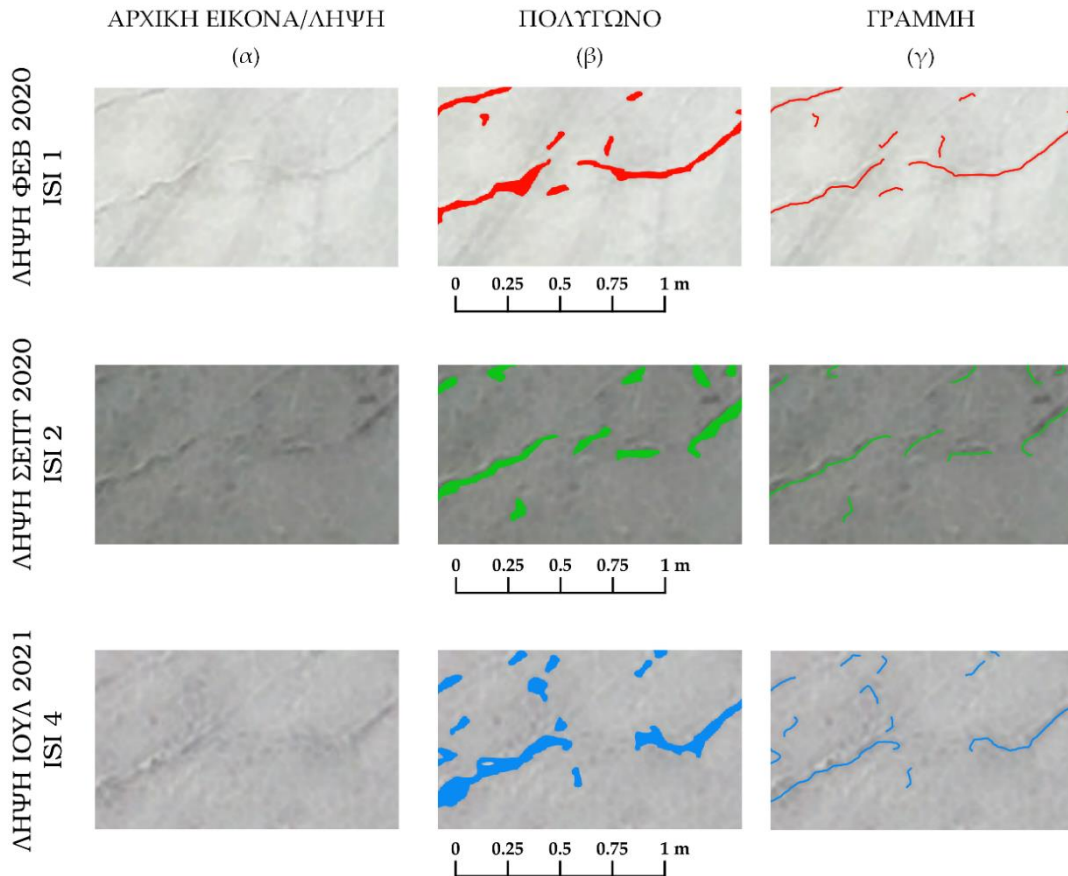 ΑΡΧΙΚΗ ΕΙΚΟΝΑ/ΛΗΨΗ ΠΟΛΥΓΩΝΟ ΓΡΑΜΜΗ
(α) (β) (γ)
ΛΗΨΗ ΦΕΒ 2020
ISI 1
0 0.25 0.5 0.75 1 m
ΛΗΨΗ ΣΕΠΤ 2020
ISI 2
0 0.25 0.5 0.75 1 m
ΛΗΨΗ ΙΟΥΛ 2021
ISI 4
0 0.25 0.5 0.75 1 m